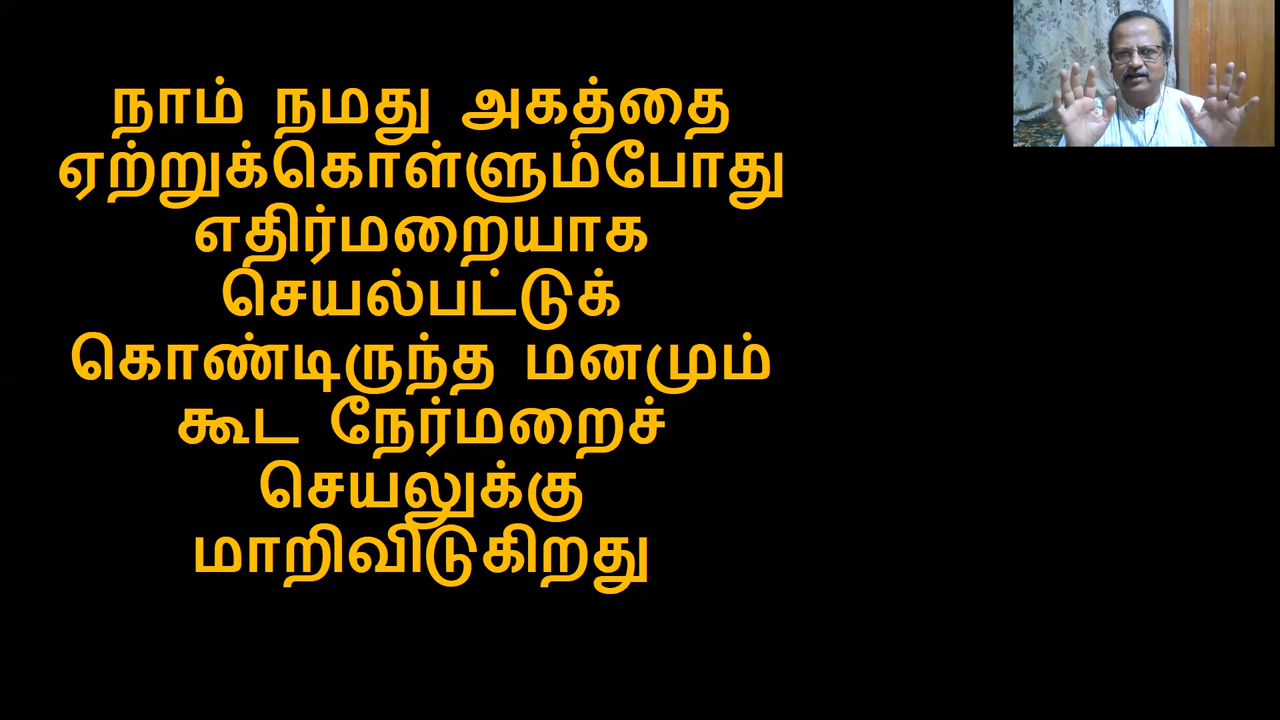 நாம் நமது அகத்தை
ஏற்றுக்கொள்ளும்போது
எதிர்மறையாக
செயல்பட்டுக்
கொண்டிருந்த மனமும்
கூட நேர்மறைச்
செயலுக்கு
மாறிவிடுகிறது